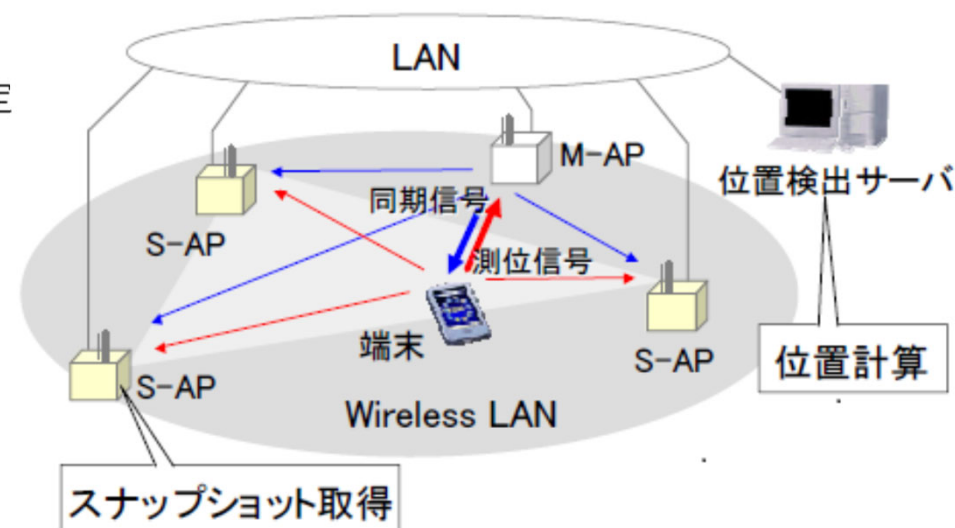 LAN
定
M-AP
位置検出サーバ
同期信号
S-AP
測位信号
端末
S-AP
位置計算
S-AP
Wireless LAN
スナップショット取得